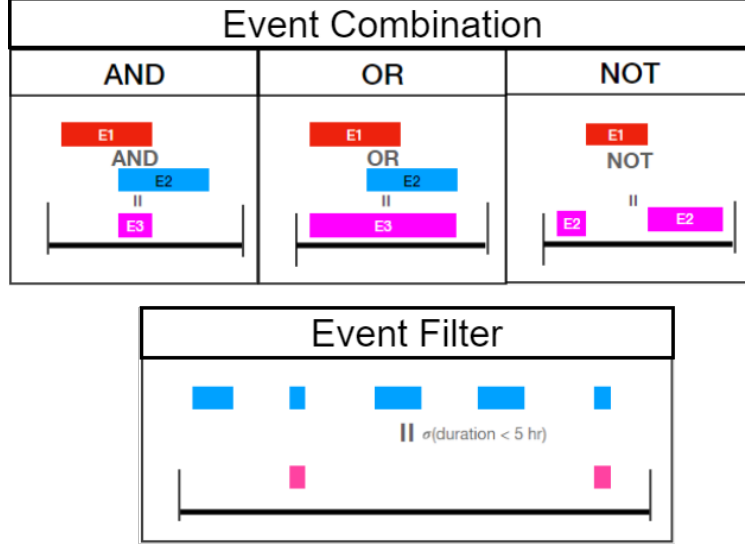 Event Combination
AND
OR
NOT
E1
AND
E2
=
E3
E1
OR
E2
=
E3
E1
NOT
=
E2
E2
Event Filter
= σ(duration < 5 hr)